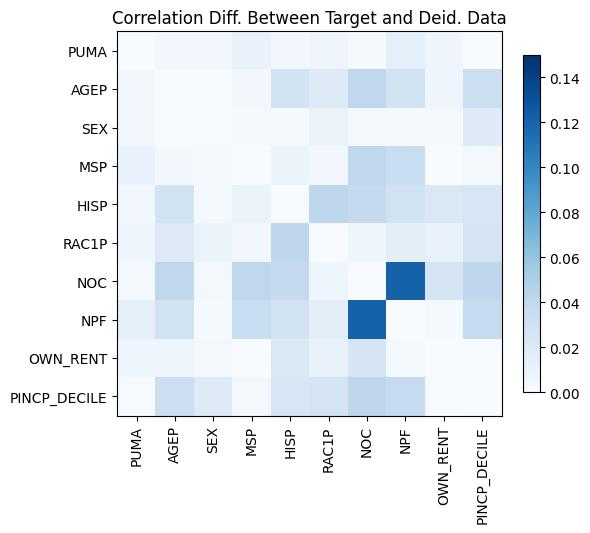 Correlation Diff. Between Target and Deid. Data
PUMA
AGEP
SEX
MSP
HISP
RAC1P
NOC
NPF
OWN_RENT
PINCP_DECILE
PUMA
AGEP
SEX
MSP
HISP
RAC1P
NOC
NPF
OWN_RENT
PINCP_DECILE
0.14
0.12
0.10
0.08
0.06
0.04
0.02
0.00